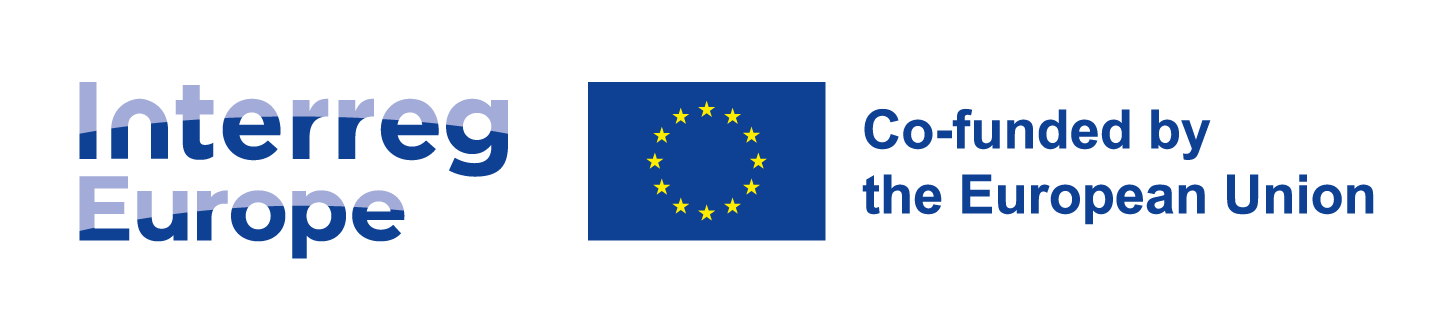 Interreg
Europe
Co-funded by
the European Union